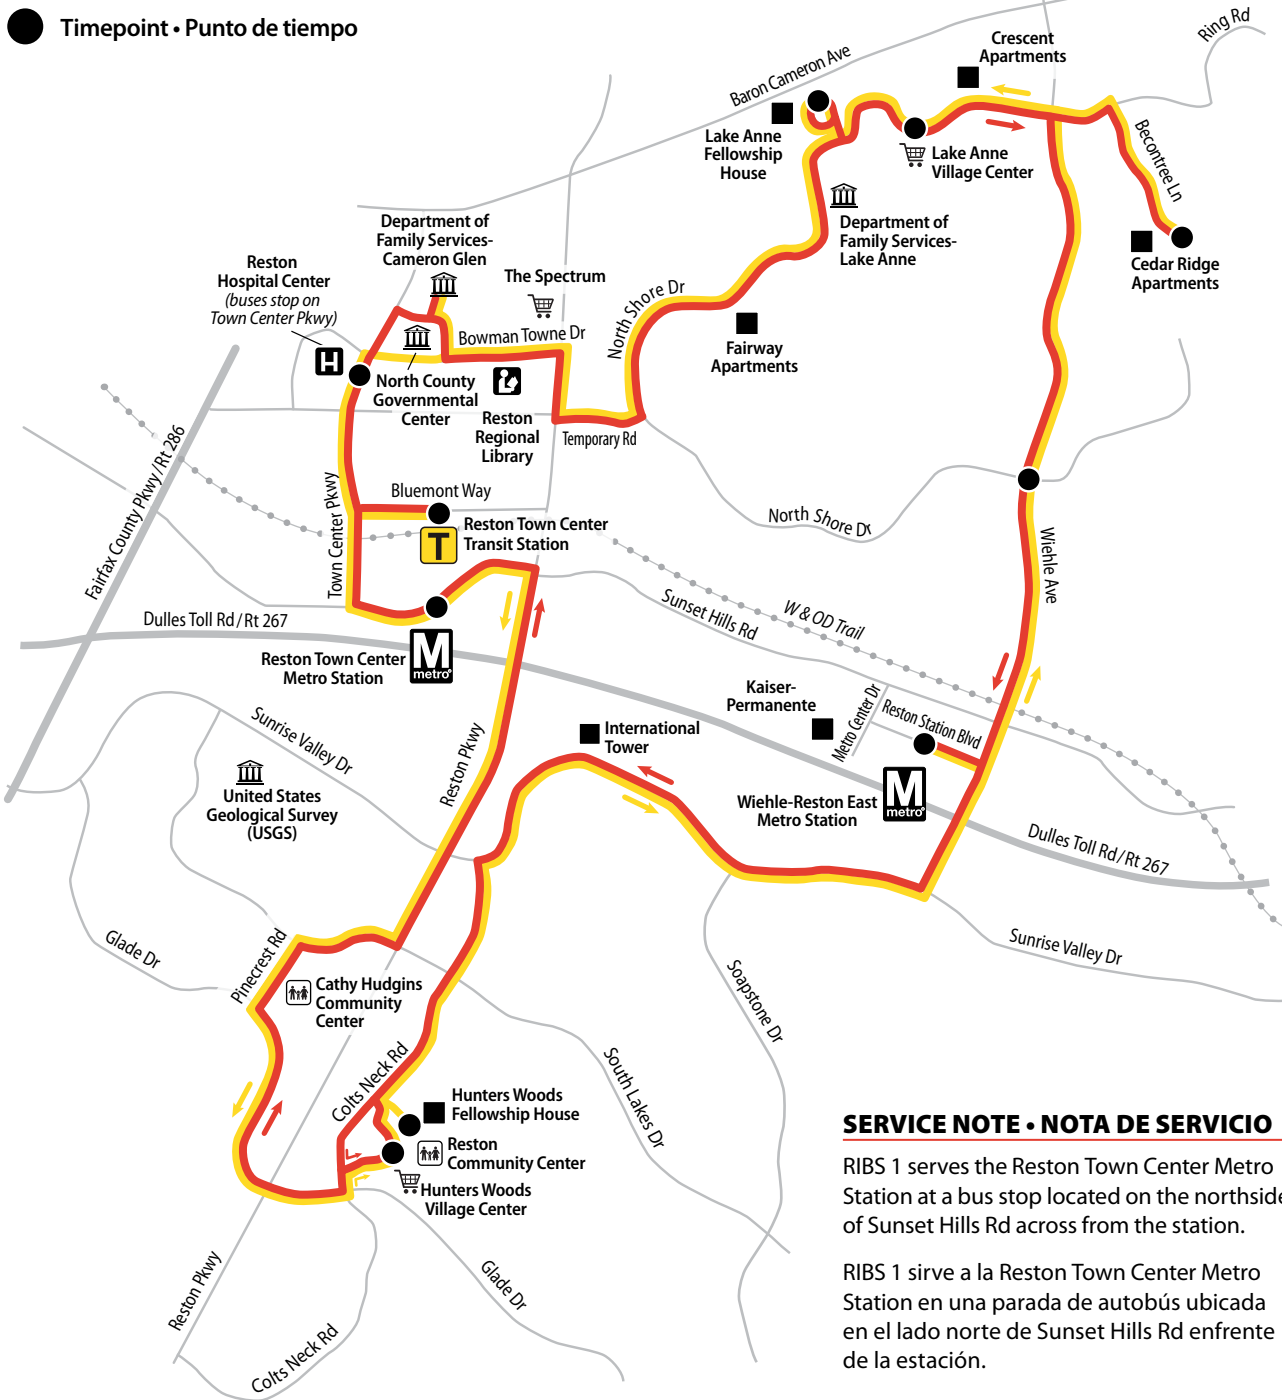 Timepoint • Punto de tiempo
Ring Rd
Crescent
Apartments
Baron Cameron Ave
Lake Anne
Fellowship
House
Lake Anne
Village Center
Becontree Ln
Department of
Family Services-
Lake Anne
Cedar Ridge
Apartments
Department of
Family Services-
Cameron Glen
Reston
Hospital Center
(buses stop on
Town Center Pkwy)
H
The Spectrum
Bowman Towne Dr
North Shore Dr
Fairway
Apartments
North County
Governmental
Center
Reston
Regional
Library
Temporary Rd
Fairfax County Pkwy/Rt 286
Town Center Pkwy
Bluemont Way
T
Reston Town Center
Transit Station
North Shore Dr
Wiehle Ave
Dulles Toll Rd/Rt 267
Sunset Hills Rd
W & OD Trail
Reston Town Center
Metro Station
M
metro
Kaiser-
Permanente
Metro Center Dr
Reston Station Blvd
International
Tower
Sunrise Valley Dr
Reston Pkwy
Wiehle-Reston East
Metro Station
M
metro
United States
Geological Survey
(USGS)
Dulles Toll Rd/Rt 267
Glade Dr
Pinecrest Rd
Sunrise Valley Dr
Cathy Hudgins
Community
Center
Soapstone Dr
Colts Neck Rd
South Lakes Dr
Hunters Woods
Fellowship House
Reston
Community Center
Hunters Woods
Village Center
Reston Pkwy
Glade Dr
Colts Neck Rd
SERVICE NOTE • NOTA DE SERVICIO
RIBS 1 serves the Reston Town Center Metro
Station at a bus stop located on the northside
of Sunset Hills Rd across from the station.
RIBS 1 sirve a la Reston Town Center Metro
Station en una parada de autobús ubicada
en el lado norte de Sunset Hills Rd enfrente
de la estación.